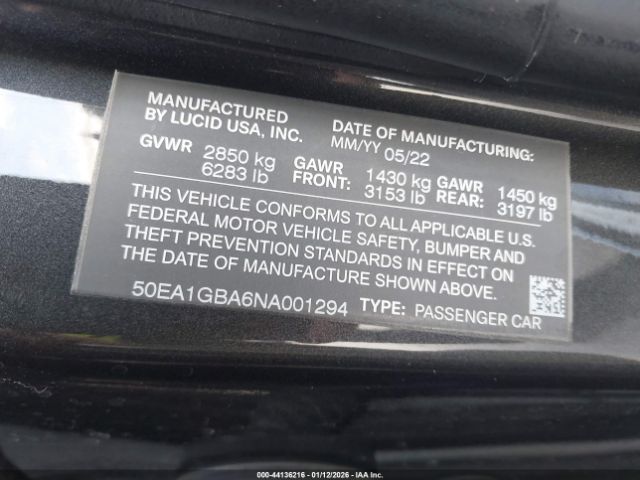 MANUFACTURED BY LUCID USA, INC.
DATE OF MANUFACTURING: MM/YY 05/22
GVWR 2850 kg 6283 lb
GAWR FRONT: 1430 kg 3153 lb
GAWR REAR: 1450 kg 3197 lb
THIS VEHICLE CONFORMS TO ALL APPLICABLE U.S.
FEDERAL MOTOR VEHICLE SAFETY, BUMPER AND
THEFT PREVENTION STANDARDS IN EFFECT ON
THE DATE OF MANUFACTURE SHOWN ABOVE.
50EA1GBA6NA001294 TYPE: PASSENGER CAR
000-44136216 - 01/12/2026 - IAA Inc.